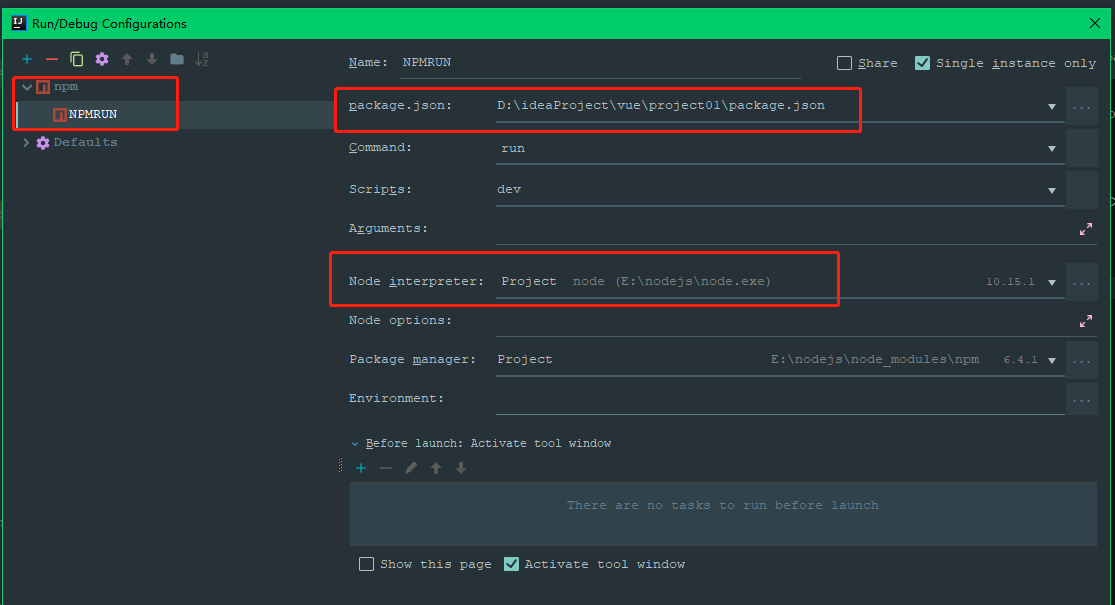 Run/Debug Configurations
npm
NPMRUN
Defaults
Name: NPMRUN
Share
Single instance only
package.json: D:\ideaProject\vue\project01\package.json
Command: run
Scripts: dev
Arguments:
Node interpreter: Project node (E:\nodejs\node.exe) 10.15.1
Node options:
Package manager: Project E:\nodejs\node_modules\npm 6.4.1
Environment:
Before launch: Activate tool window
There are no tasks to run before launch
Show this page
Activate tool window